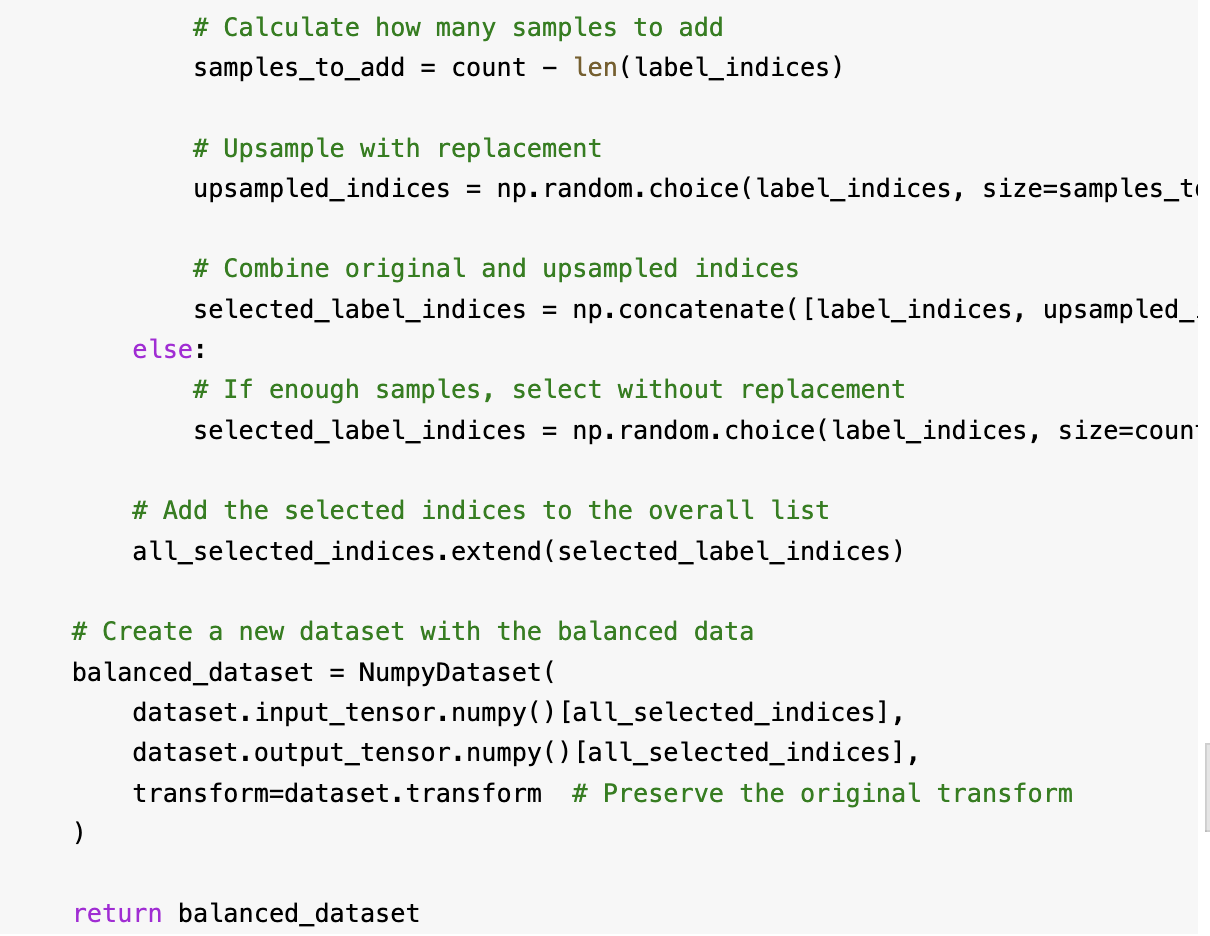 # Calculate how many samples to add
samples_to_add = count - len(label_indices)
# Upsample with replacement
upsampled_indices = np.random.choice(label_indices, size=samples_t
# Combine original and upsampled indices
selected_label_indices = np.concatenate([label_indices, upsampled_
else:
# If enough samples, select without replacement
selected_label_indices = np.random.choice(label_indices, size=coun
# Add the selected indices to the overall list
all_selected_indices.extend(selected_label_indices)
# Create a new dataset with the balanced data
balanced_dataset = NumpyDataset(
dataset.input_tensor.numpy()[all_selected_indices],
dataset.output_tensor.numpy()[all_selected_indices],
transform=dataset.transform  # Preserve the original transform
)
return balanced_dataset